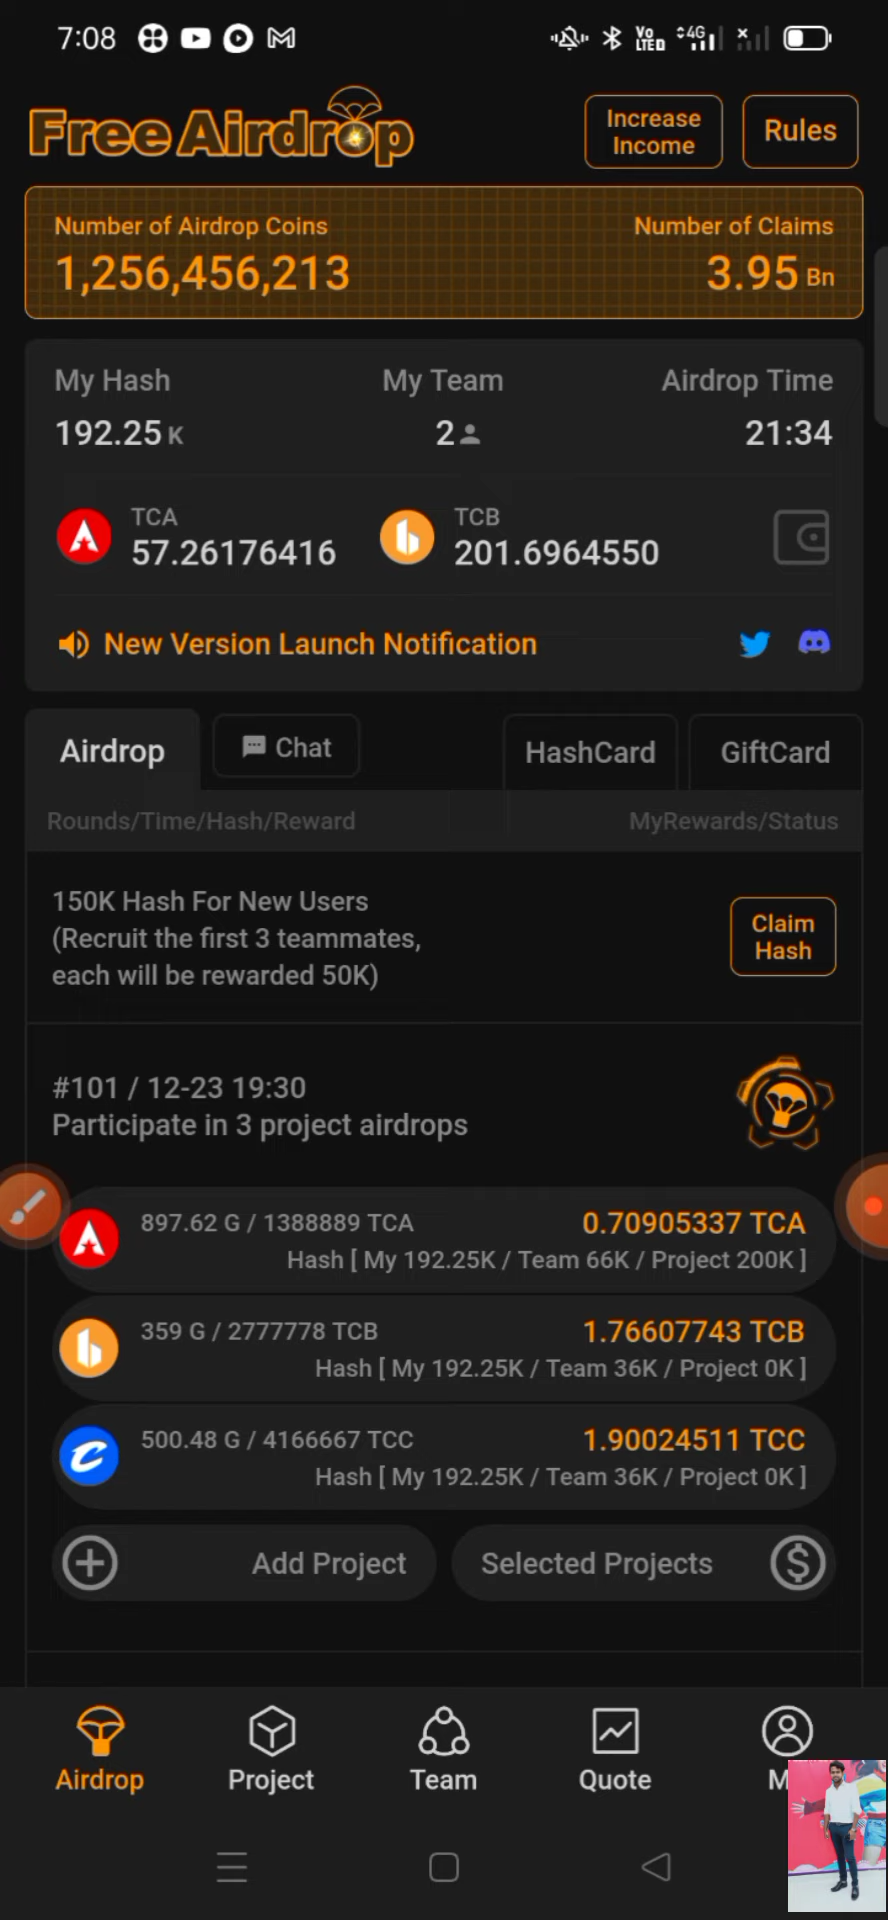 7:08
Vo
LTED
4G
Free Airdrop
Increase
Income
Rules
Number of Airdrop Coins
Number of Claims
1,256,456,213
3.95 Bn
My Hash
My Team
Airdrop Time
192.25 K
2
21:34
TCA
57.26176416
TCB
201.6964550
New Version Launch Notification
Airdrop
Chat
HashCard
GiftCard
Rounds/Time/Hash/Reward
MyRewards/Status
150K Hash For New Users
(Recruit the first 3 teammates,
each will be rewarded 50K)
Claim
Hash
#101 / 12-23 19:30
Participate in 3 project airdrops
897.62 G / 1388889 TCA
0.70905337 TCA
Hash [ My 192.25K / Team 66K / Project 200K ]
359 G / 2777778 TCB
1.76607743 TCB
Hash [ My 192.25K / Team 36K / Project 0K ]
500.48 G / 4166667 TCC
1.90024511 TCC
Hash [ My 192.25K / Team 36K / Project 0K ]
Add Project
Selected Projects
Airdrop
Project
Team
Quote